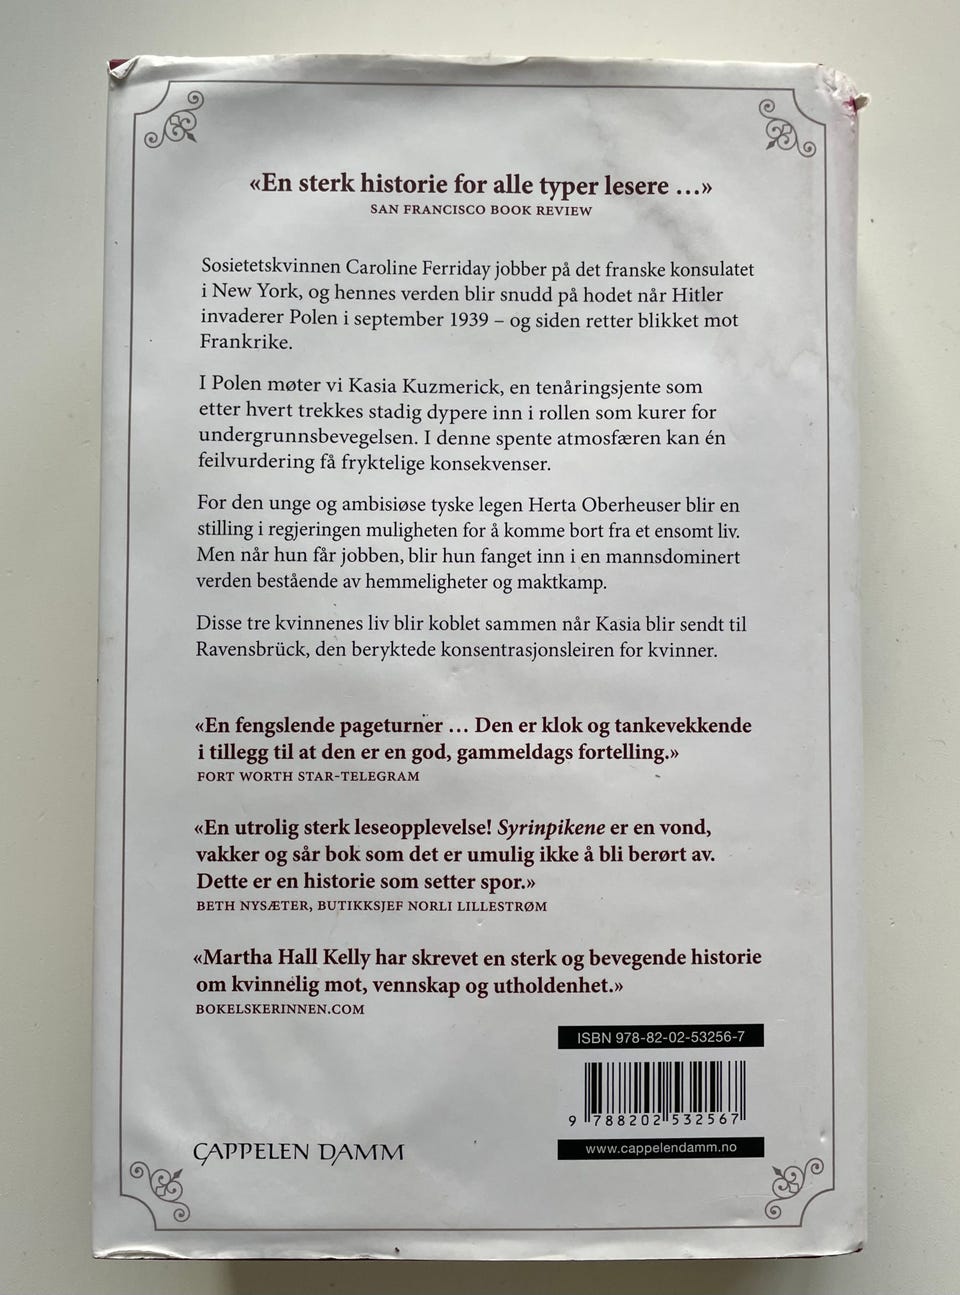 «En sterk historie for alle typer lesere ...»
SAN FRANCISCO BOOK REVIEW
Sosietetskvinnen Caroline Ferriday jobber på det franske konsulatet
i New York, og hennes verden blir snudd på hodet når Hitler
invaderer Polen i september 1939 – og siden retter blikket mot
Frankrike.
I Polen møter vi Kasia Kuzmerick, en tenåringsjente som
etter hvert trekkes stadig dypere inn i rollen som kurer for
undergrunnsbevegelsen. I denne spente atmosfæren kan én
feilvurdering få fryktelige konsekvenser.
For den unge og ambisiøse tyske legen Herta Oberheuser blir en
stilling i regjeringen muligheten for å komme bort fra et ensomt liv.
Men når hun får jobben, blir hun fanget inn i en mannsdominert
verden bestående av hemmeligheter og maktkamp.
Disse tre kvinnenes liv blir koblet sammen når Kasia blir sendt til
Ravensbrück, den beryktede konsentrasjonsleiren for kvinner.
«En fengslende pageturner ... Den er klok og tankevekkende
i tillegg til at den er en god, gammeldags fortelling.»
FORT WORTH STAR-TELEGRAM
«En utrolig sterk leseopplevelse! Syrinpikene er en vond,
vakker og sår bok som det er umulig ikke å bli berørt av.
Dette er en historie som setter spor.»
BETH NYSÆTER, BUTIKKSJEF NORLI LILLESTRØM
«Martha Hall Kelly har skrevet en sterk og bevegende historie
om kvinnelig mot, vennskap og utholdenhet.»
BOKELSKERINNEN.COM
ISBN 978-82-02-53256-7
9 788202 532567
CAPPELEN DAMM
www.cappelendamm.no